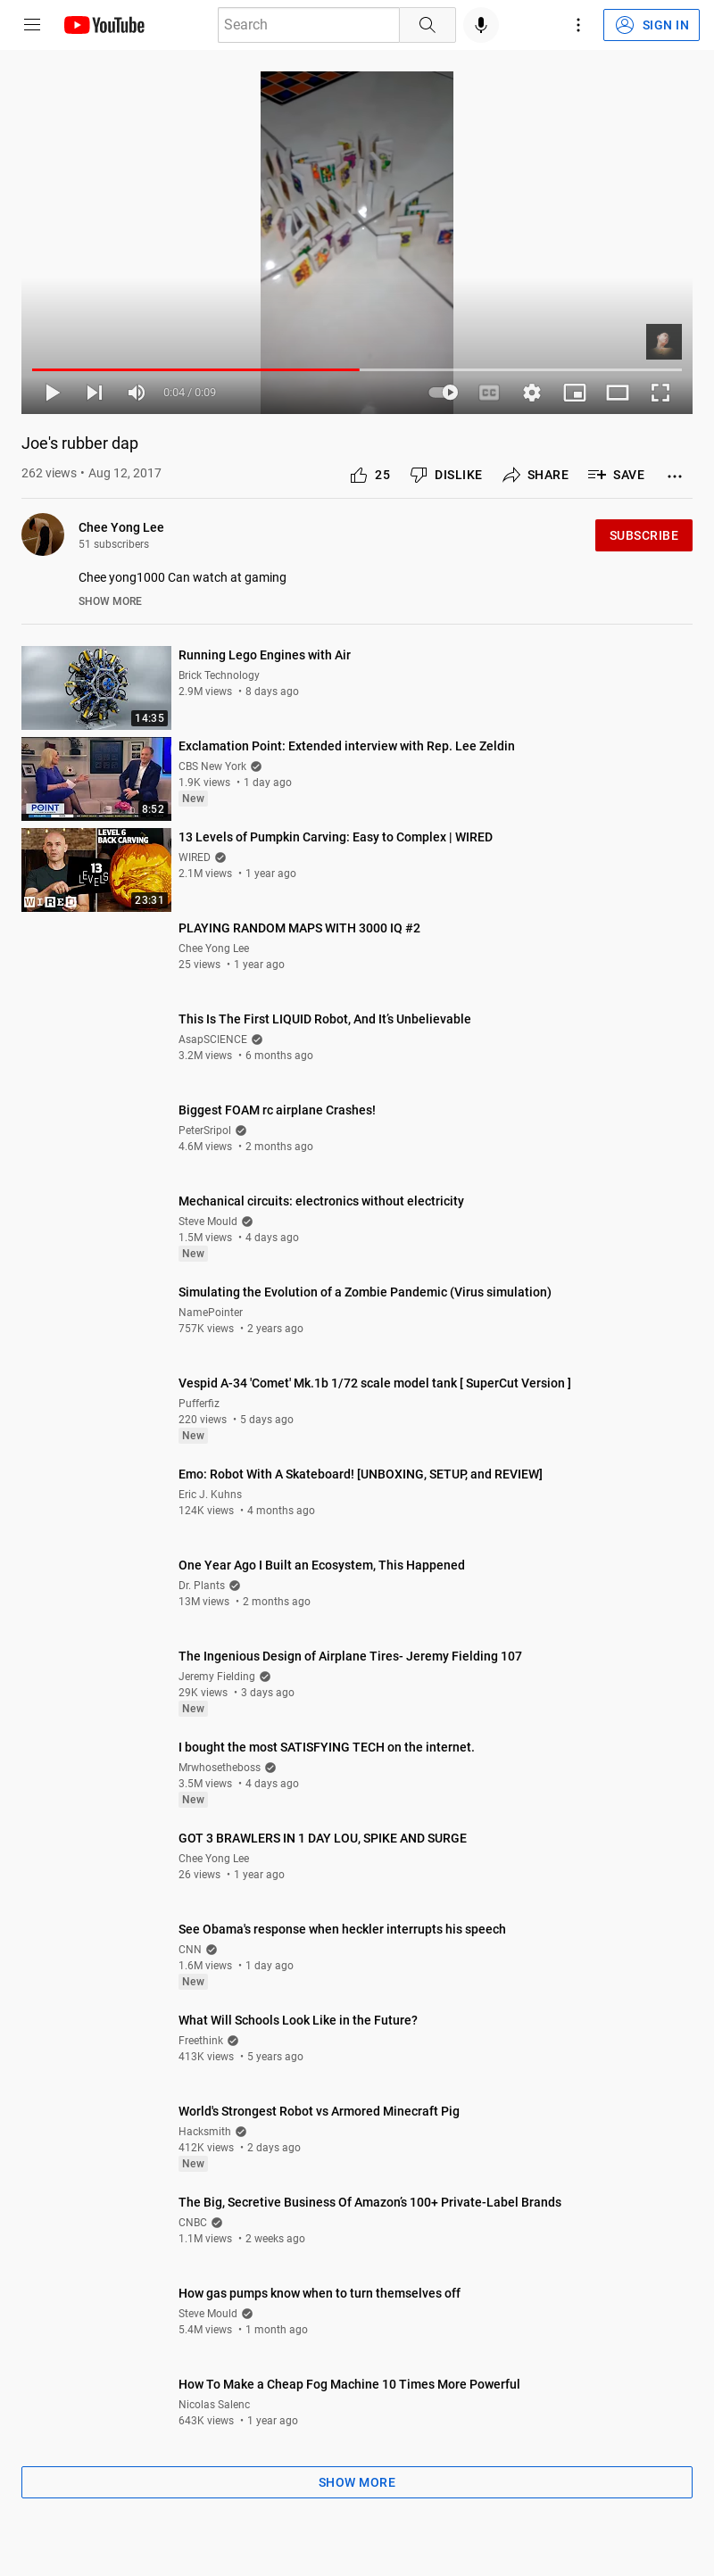 YouTube
Search
SIGN IN
0:04 / 0:09
CC
Joe's rubber dap
262 views • Aug 12, 2017
25
DISLIKE
SHARE
SAVE
Chee Yong Lee
51 subscribers
SUBSCRIBE
Chee yong1000 Can watch at gaming
SHOW MORE
14:35
Running Lego Engines with Air
Brick Technology
2.9M views • 8 days ago
POINT
8:52
Exclamation Point: Extended interview with Rep. Lee Zeldin
CBS New York
1.9K views • 1 day ago
New
LEVEL 6
BACK CARVING
13
LEVELS
WIRED
23:31
13 Levels of Pumpkin Carving: Easy to Complex | WIRED
WIRED
2.1M views • 1 year ago
PLAYING RANDOM MAPS WITH 3000 IQ #2
Chee Yong Lee
25 views • 1 year ago
This Is The First LIQUID Robot, And It’s Unbelievable
AsapSCIENCE
3.2M views • 6 months ago
Biggest FOAM rc airplane Crashes!
PeterSripol
4.6M views • 2 months ago
Mechanical circuits: electronics without electricity
Steve Mould
1.5M views • 4 days ago
New
Simulating the Evolution of a Zombie Pandemic (Virus simulation)
NamePointer
757K views • 2 years ago
Vespid A-34 'Comet' Mk.1b 1/72 scale model tank [ SuperCut Version ]
Pufferfiz
220 views • 5 days ago
New
Emo: Robot With A Skateboard! [UNBOXING, SETUP, and REVIEW]
Eric J. Kuhns
124K views • 4 months ago
One Year Ago I Built an Ecosystem, This Happened
Dr. Plants
13M views • 2 months ago
The Ingenious Design of Airplane Tires- Jeremy Fielding 107
Jeremy Fielding
29K views • 3 days ago
New
I bought the most SATISFYING TECH on the internet.
Mrwhosetheboss
3.5M views • 4 days ago
New
GOT 3 BRAWLERS IN 1 DAY LOU, SPIKE AND SURGE
Chee Yong Lee
26 views • 1 year ago
See Obama's response when heckler interrupts his speech
CNN
1.6M views • 1 day ago
New
What Will Schools Look Like in the Future?
Freethink
413K views • 5 years ago
World's Strongest Robot vs Armored Minecraft Pig
Hacksmith
412K views • 2 days ago
New
The Big, Secretive Business Of Amazon’s 100+ Private-Label Brands
CNBC
1.1M views • 2 weeks ago
How gas pumps know when to turn themselves off
Steve Mould
5.4M views • 1 month ago
How To Make a Cheap Fog Machine 10 Times More Powerful
Nicolas Salenc
643K views • 1 year ago
SHOW MORE